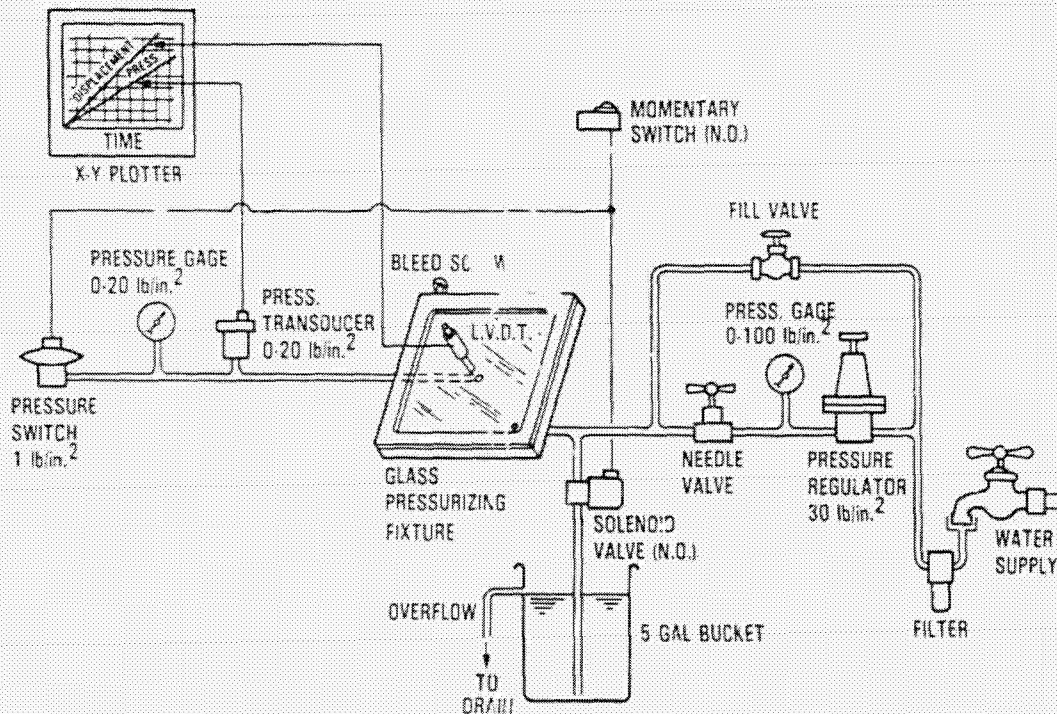 DISPLACEMENT
PRESS
TIME
X-Y PLOTTER
MOMENTARY
SWITCH (N.O.)
FILL VALVE
PRESSURE GAGE
0-20 lb/in.²
BLEED
PRESS.
TRANSDUCER
0-20 lb/in.²
L.V.D.T.
PRESS. GAGE
0-100 lb/in.²
PRESSURE
SWITCH
1 lb/in.²
GLASS
PRESSURIZING
FIXTURE
NEEDLE
VALVE
PRESSURE
REGULATOR
30 lb/in.²
SOLENOID
VALVE (N.O.)
WATER
SUPPLY
OVERFLOW
5 GAL BUCKET
FILTER
TO
DRAIN